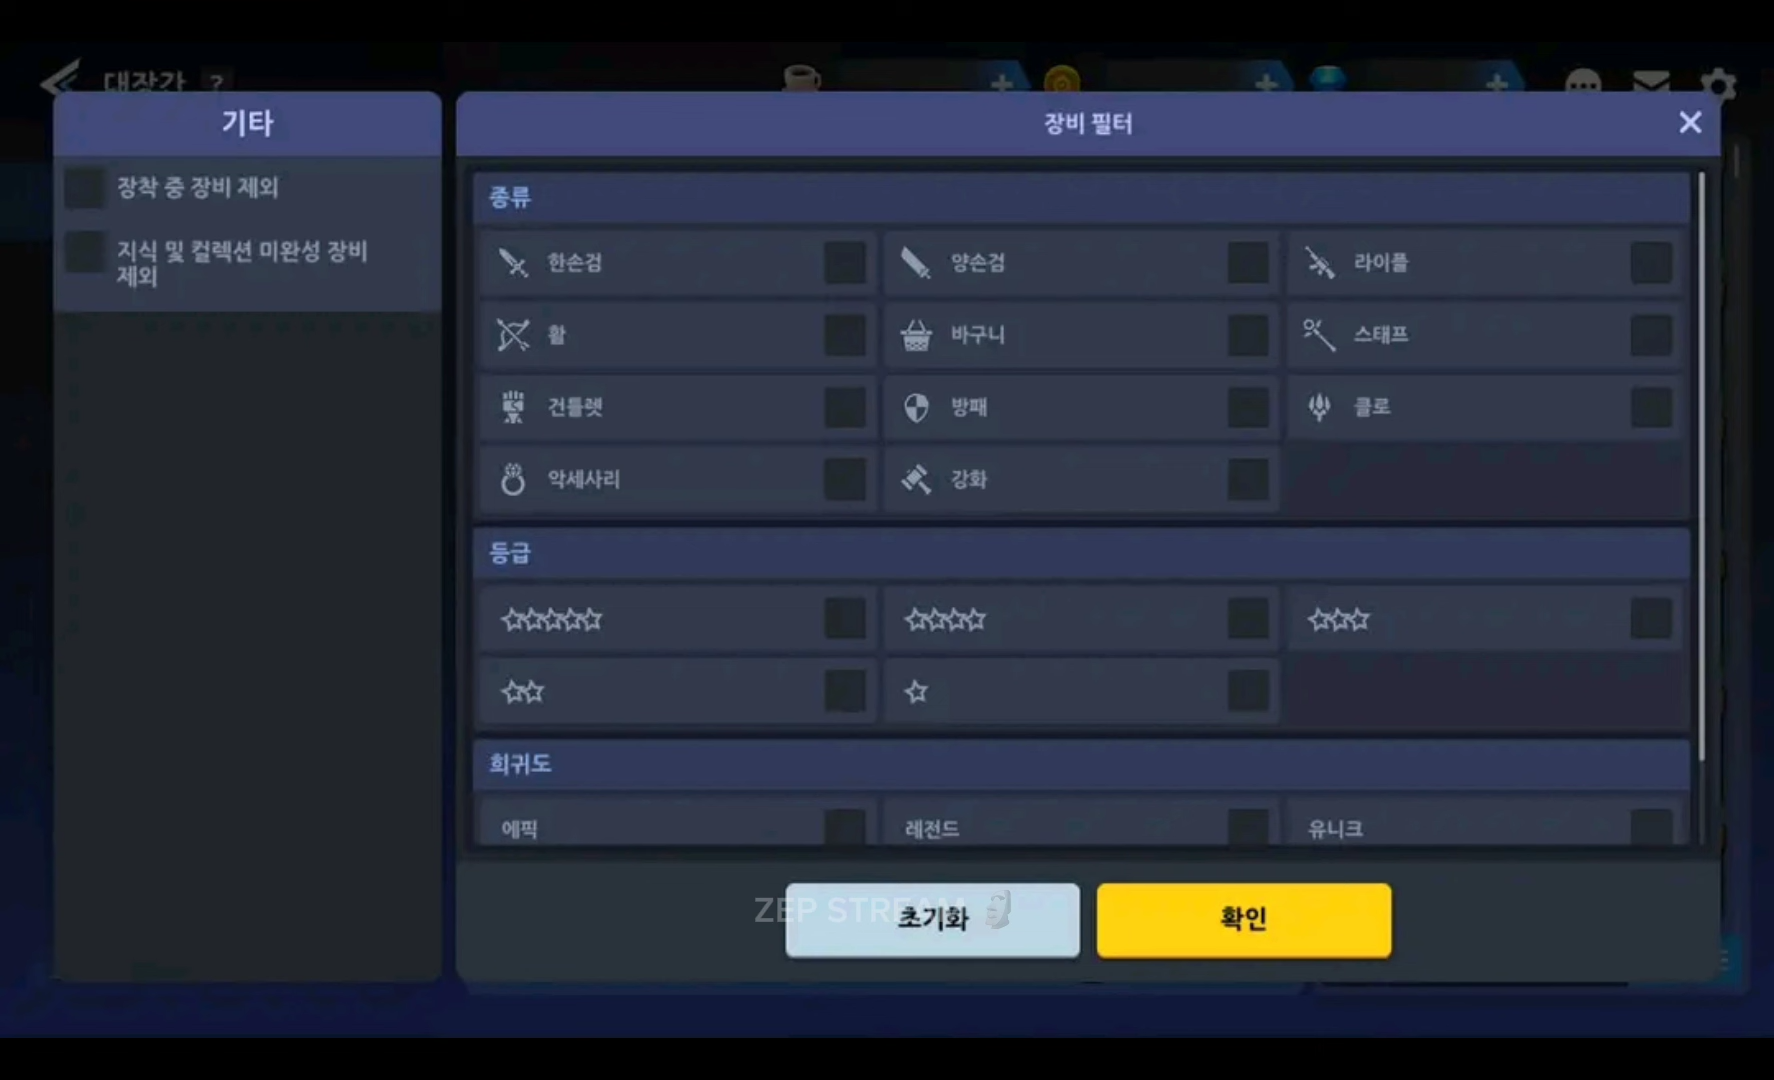 대장간 ?
기타
장착 중 장비 제외
지식 및 컬렉션 미완성 장비
제외
장비 필터
종류
한손검
양손검
라이플
활
바구니
스태프
건틀렛
방패
클로
악세사리
강화
등급
희귀도
에픽
레전드
유니크
ZEP STREAM
초기화
확인